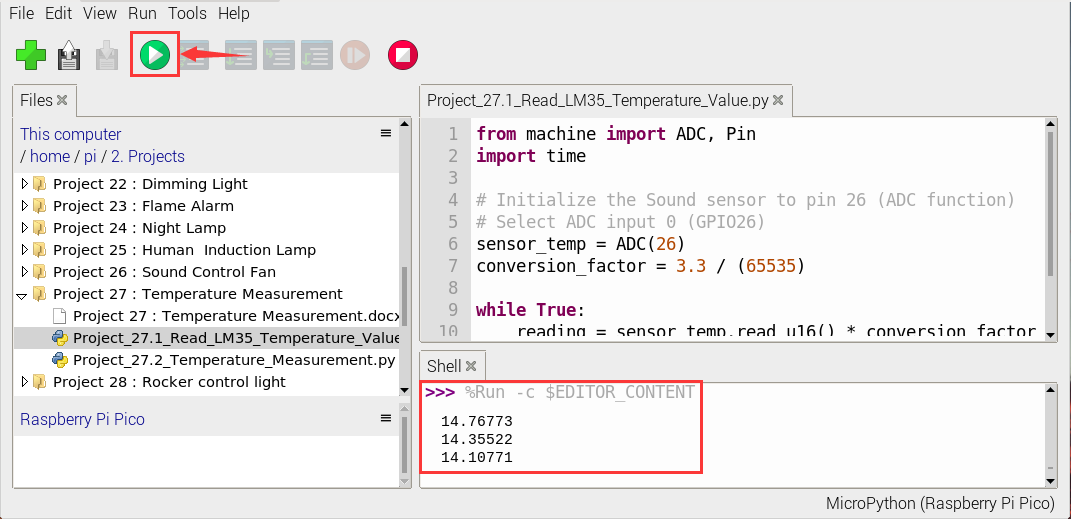 File Edit View Run Tools Help
Files
This computer
/ home / pi / 2. Projects
Project 22 : Dimming Light
Project 23 : Flame Alarm
Project 24 : Night Lamp
Project 25 : Human  Induction Lamp
Project 26 : Sound Control Fan
Project 27 : Temperature Measurement
Project 27 : Temperature Measurement.docx
Project_27.1_Read_LM35_Temperature_Value
Project_27.2_Temperature_Measurement.py
Project 28 : Rocker control light
Raspberry Pi Pico
Project_27.1_Read_LM35_Temperature_Value.py
1 from machine import ADC, Pin
2 import time
3
4 # Initialize the Sound sensor to pin 26 (ADC function)
5 # Select ADC input 0 (GPIO26)
6 sensor_temp = ADC(26)
7 conversion_factor = 3.3 / (65535)
8
9 while True:
10 reading = sensor_temp.read_u16() * conversion_factor
Shell
>>> %Run -c $EDITOR_CONTENT
14.76773
14.35522
14.10771
MicroPython (Raspberry Pi Pico)